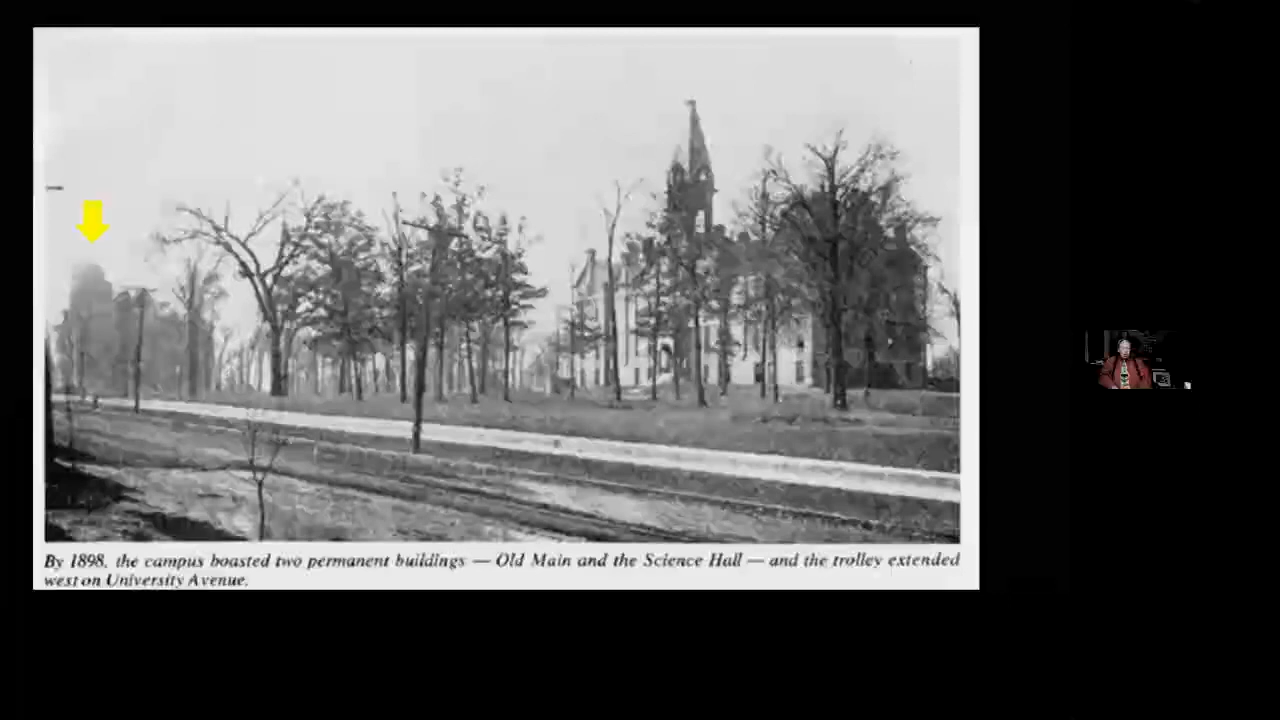 By 1898, the campus boasted two permanent buildings — Old Main and the Science Hall — and the trolley extended
west on University Avenue.